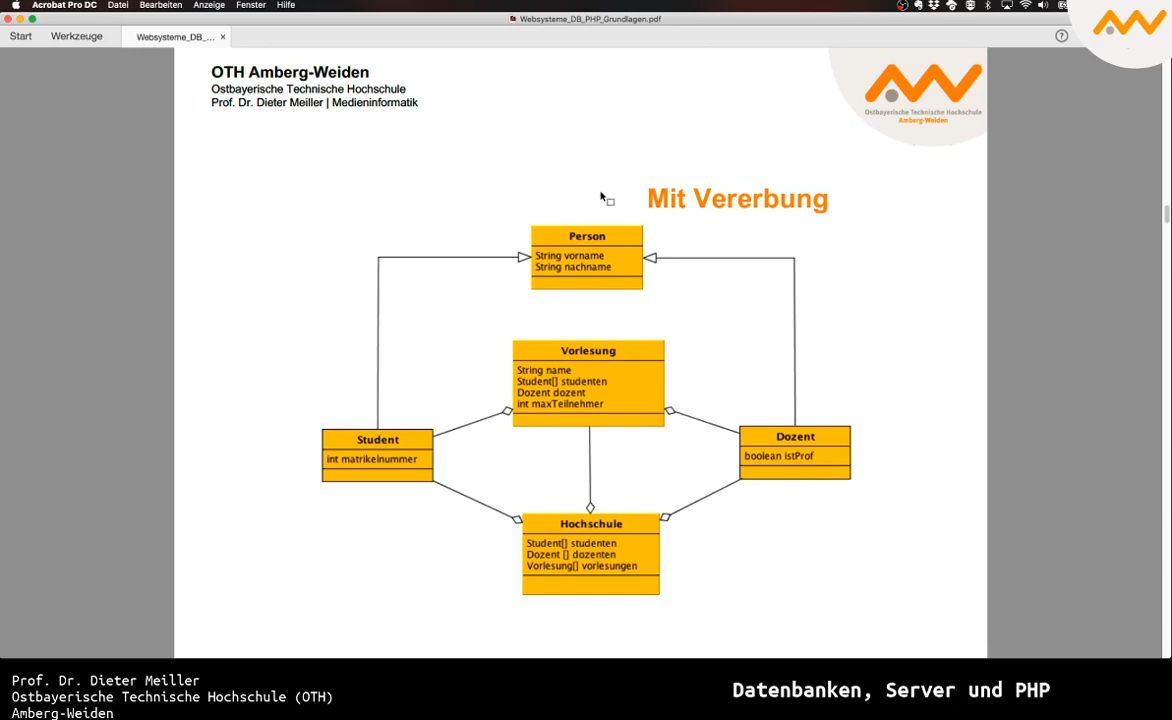 Acrobat Pro DC Datei Bearbeiten Anzeige Fenster Hilfe
Websysteme_DB_PHP_Grundlagen.pdf
Start Werkzeuge Websysteme_DB_... ×
OTH Amberg-Weiden
Ostbayerische Technische Hochschule
Prof. Dr. Dieter Meiller | Medieninformatik
Ostbayerische Technische Hochschule
Amberg-Weiden
Mit Vererbung
Person
String vorname
String nachname
Vorlesung
String name
Student[] studenten
Dozent dozent
int maxTeilnehmer
Student
int matrikelnummer
Dozent
boolean istProf
Hochschule
Student[] studenten
Dozent [] dozenten
Vorlesung[] vorlesungen
Prof. Dr. Dieter Meiller
Ostbayerische Technische Hochschule (OTH)
Amberg-Weiden
Datenbanken, Server und PHP